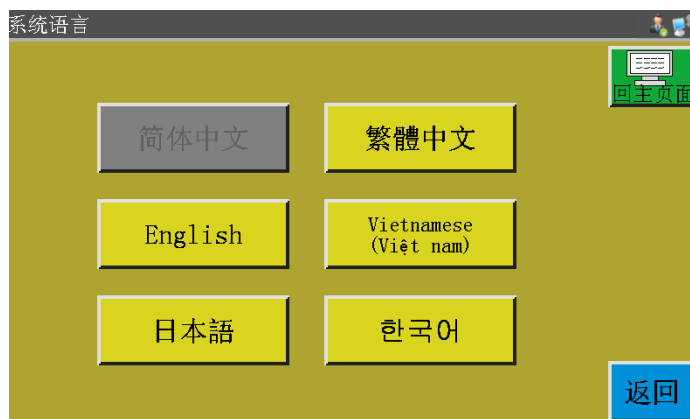 系统语言
回主页面
简体中文
繁體中文
English
Vietnamese
(Việt nam)
日本語
한국어
返回